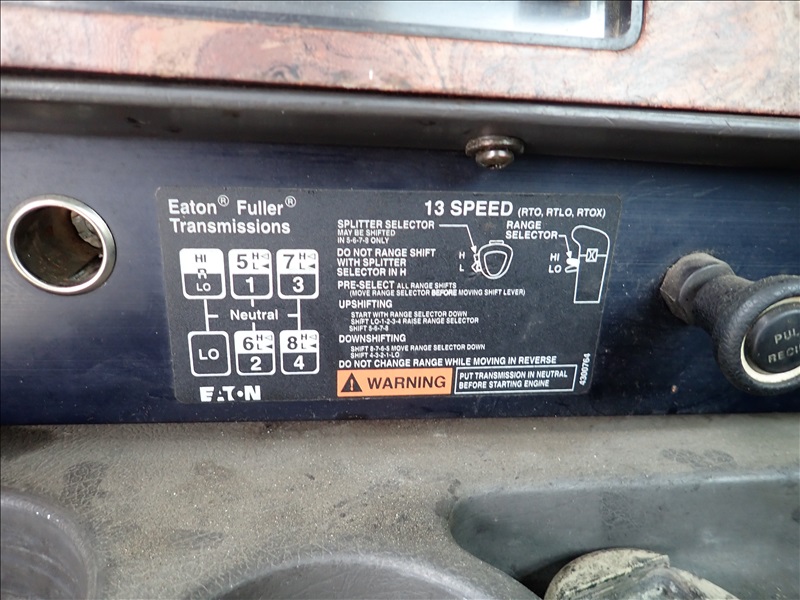 Eaton® Fuller®
Transmissions
HI
R
LO
5 H
L
1
7 H
L
3
Neutral
LO
6 H
L
2
8 H
L
4
EATON
13 SPEED (RTO, RTLO, RTOX)
SPLITTER SELECTOR
MAY BE SHIFTED
IN 5-6-7-8 ONLY
H
L
RANGE
SELECTOR
HI
LO
DO NOT RANGE SHIFT
WITH SPLITTER
SELECTOR IN H
PRE-SELECT ALL RANGE SHIFTS
(MOVE RANGE SELECTOR BEFORE MOVING SHIFT LEVER)
UPSHIFTING
START WITH RANGE SELECTOR DOWN
SHIFT LO-1-2-3-4 RAISE RANGE SELECTOR
SHIFT 5-6-7-8
DOWNSHIFTING
SHIFT 8-7-6-5 MOVE RANGE SELECTOR DOWN
SHIFT 4-3-2-1-LO
DO NOT CHANGE RANGE WHILE MOVING IN REVERSE
WARNING
PUT TRANSMISSION IN NEUTRAL
BEFORE STARTING ENGINE
4300764